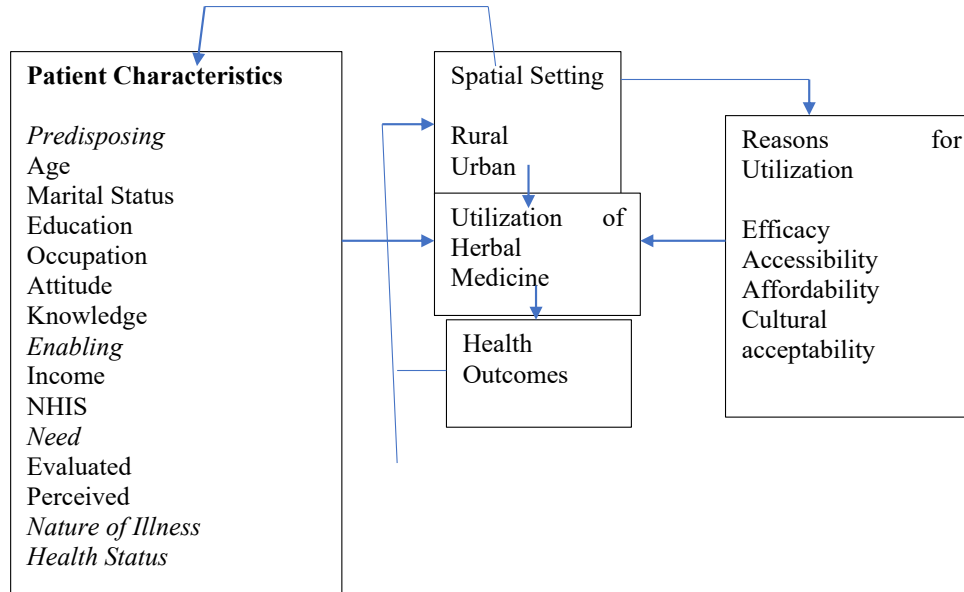 Patient Characteristics
Predisposing
Age
Marital Status
Education
Occupation
Attitude
Knowledge
Enabling
Income
NHIS
Need
Evaluated
Perceived
Nature of Illness
Health Status
Spatial Setting
Rural
Urban
Utilization of
Herbal
Medicine
Health
Outcomes
Reasons for
Utilization
Efficacy
Accessibility
Affordability
Cultural
acceptability